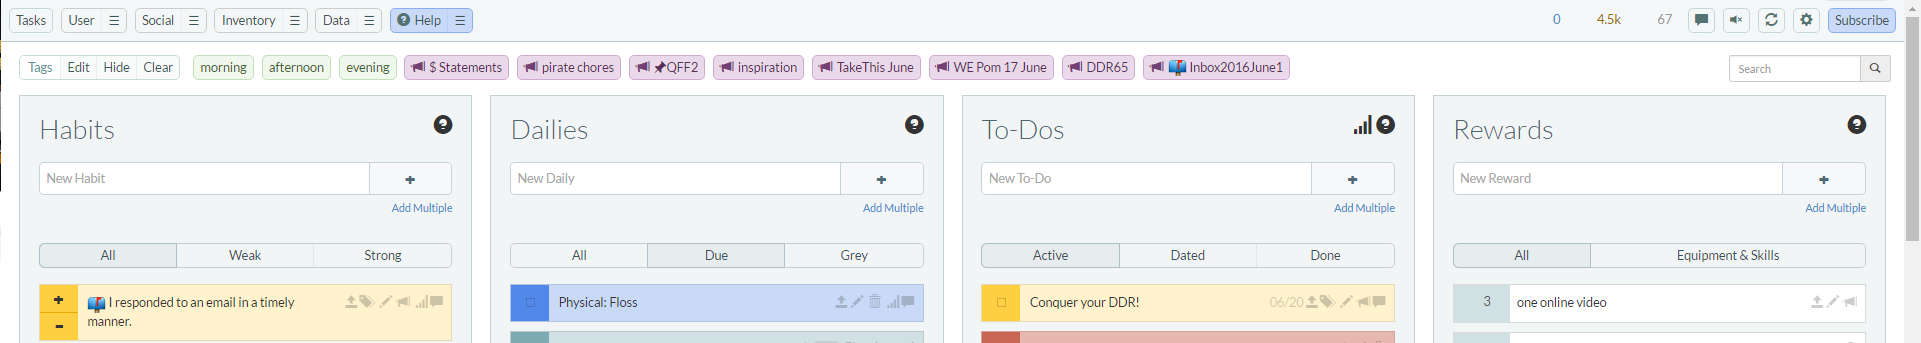 Tasks User Social Inventory Data Help 0 4.5k 67 Subscribe
Tags Edit Hide Clear morning afternoon evening $ Statements pirate chores QFF2 inspiration TakeThis June WE Pom 17 June DDR65 Inbox2016June1 Search
Habits
New Habit
Add Multiple
All Weak Strong
I responded to an email in a timely
manner.
Dailies
New Daily
Add Multiple
All Due Grey
Physical: Floss
To-Dos
New To-Do
Add Multiple
Active Dated Done
Conquer your DDR! 06/20
Rewards
New Reward
Add Multiple
All Equipment & Skills
3 one online video